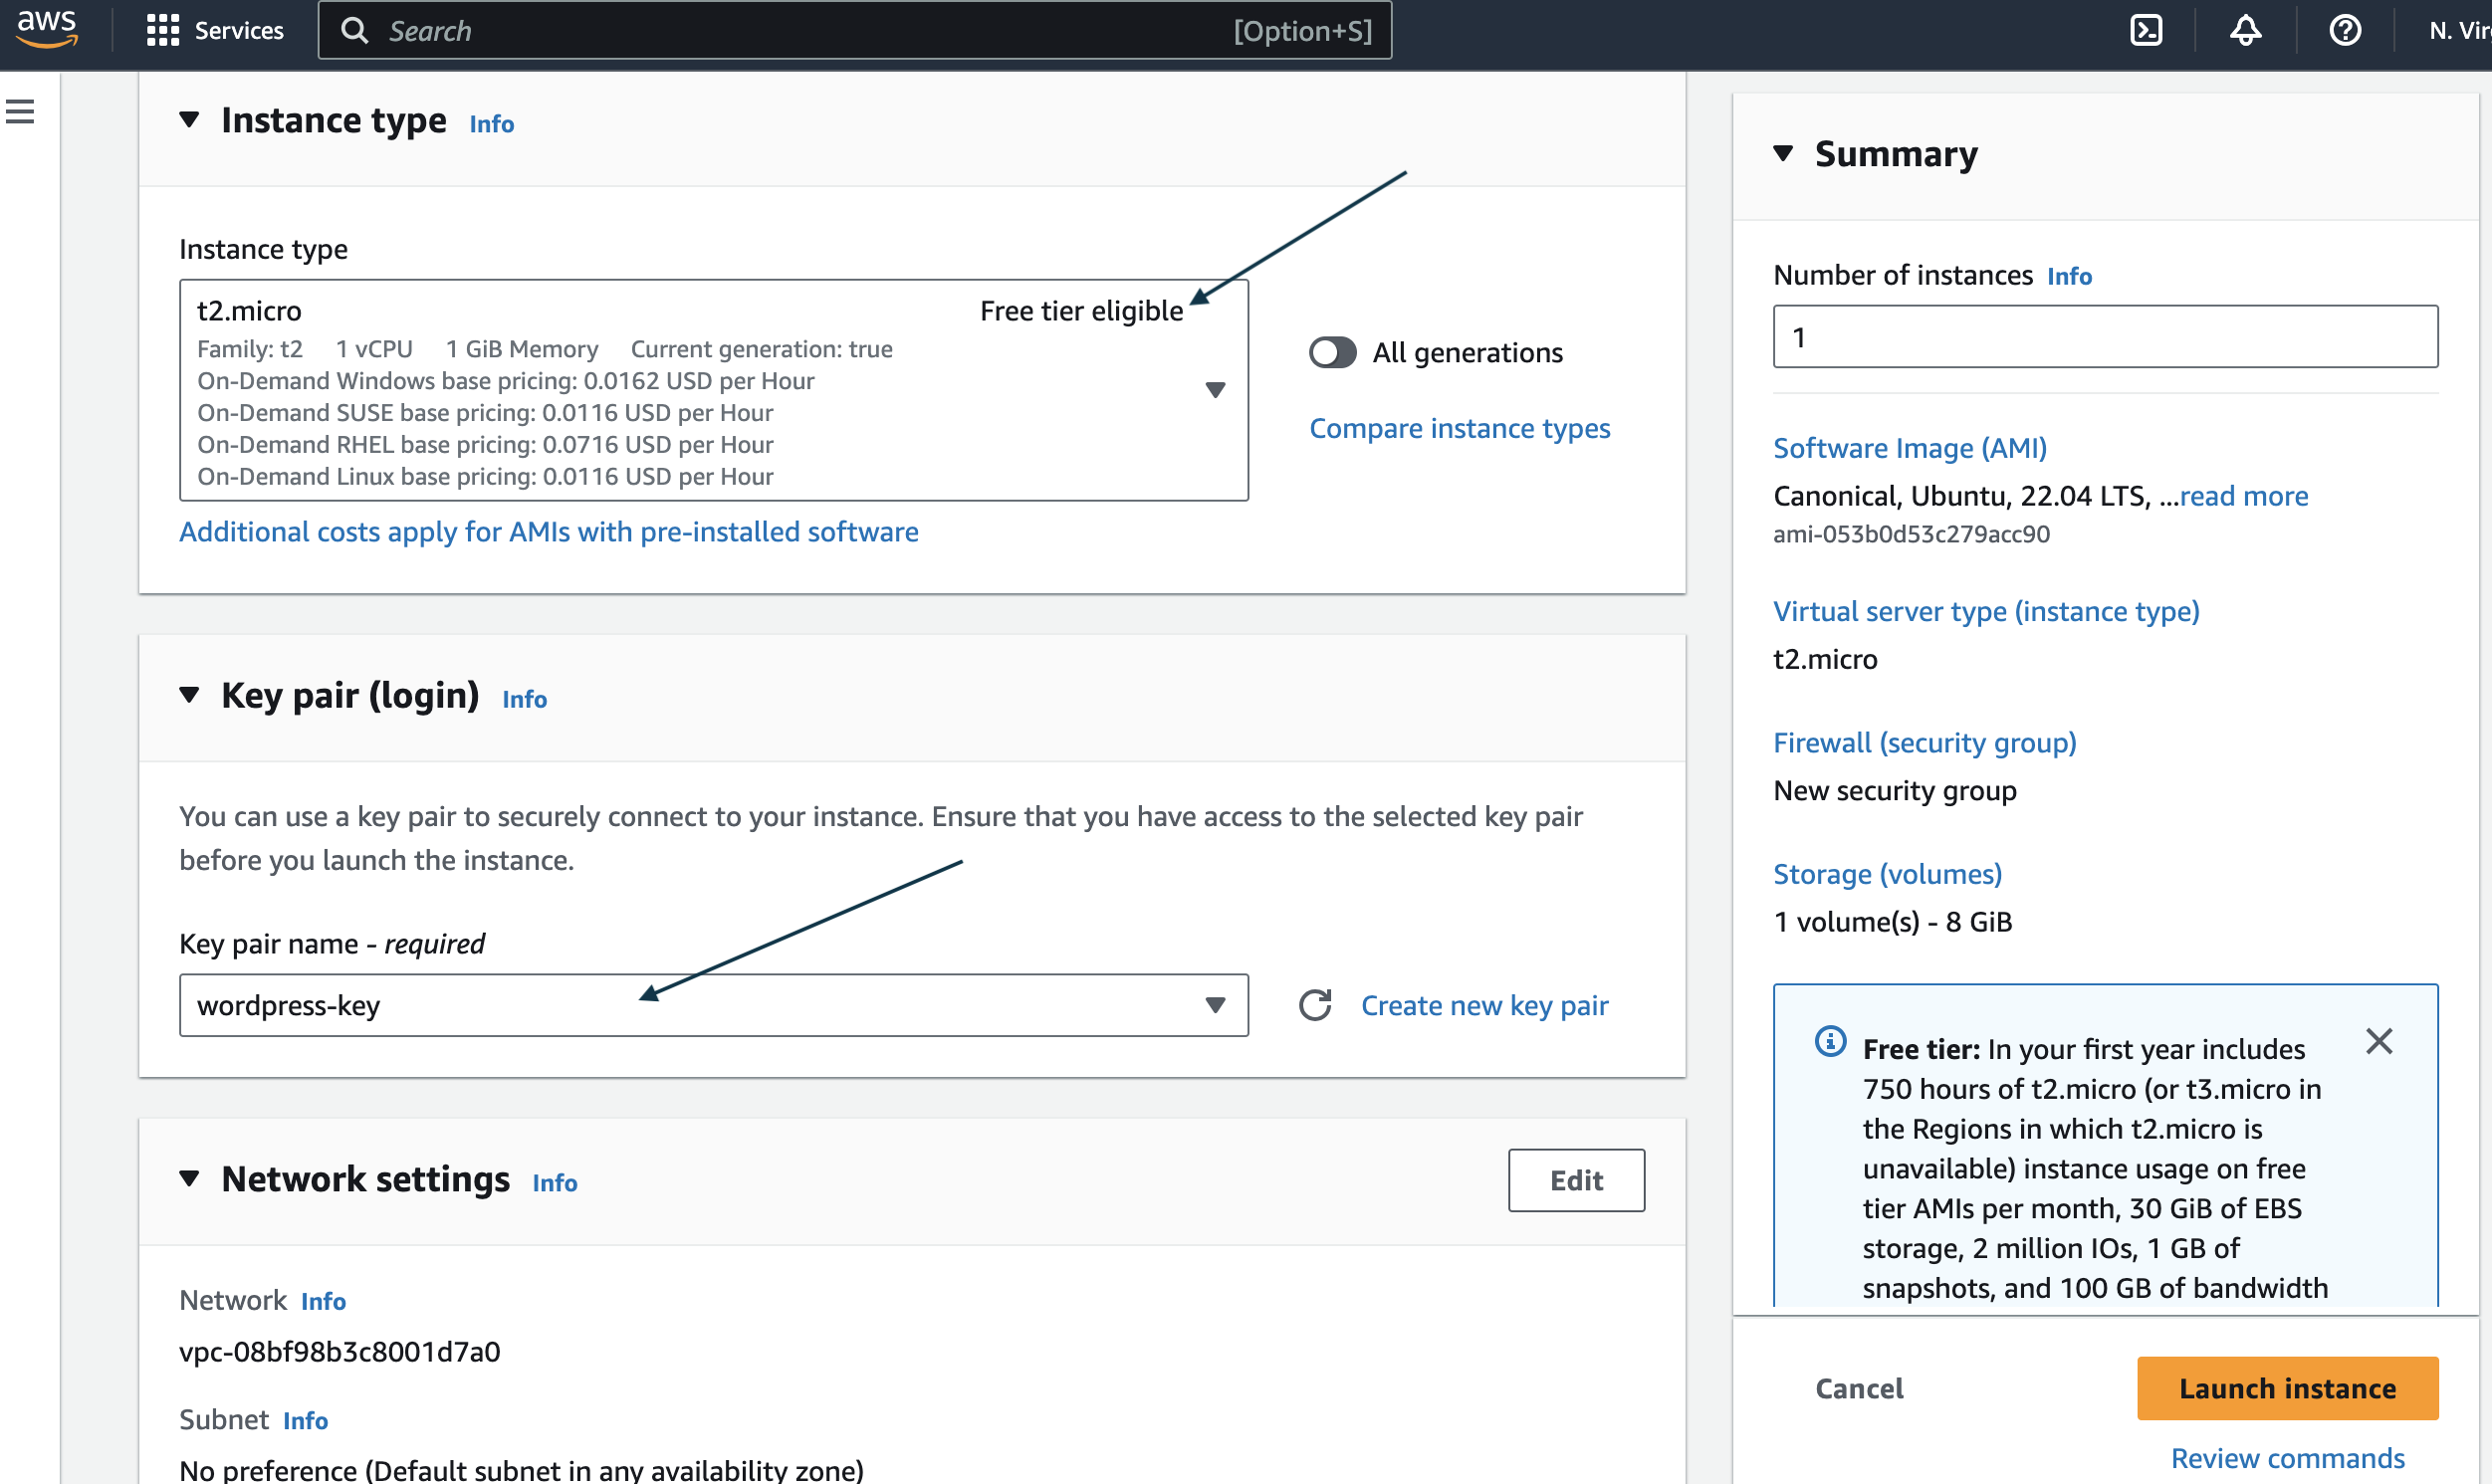 aws
Services
Search
[Option+S]
N. Vir
Instance type Info
Instance type
t2.micro
Free tier eligible
Family: t2 1 vCPU 1 GiB Memory Current generation: true
On-Demand Windows base pricing: 0.0162 USD per Hour
On-Demand SUSE base pricing: 0.0116 USD per Hour
On-Demand RHEL base pricing: 0.0716 USD per Hour
On-Demand Linux base pricing: 0.0116 USD per Hour
All generations
Compare instance types
Additional costs apply for AMIs with pre-installed software
Key pair (login) Info
You can use a key pair to securely connect to your instance. Ensure that you have access to the selected key pair
before you launch the instance.
Key pair name - required
wordpress-key
Create new key pair
Network settings Info
Edit
Network Info
vpc-08bf98b3c8001d7a0
Subnet Info
No preference (Default subnet in any availability zone)
Summary
Number of instances Info
1
Software Image (AMI)
Canonical, Ubuntu, 22.04 LTS, ...read more
ami-053b0d53c279acc90
Virtual server type (instance type)
t2.micro
Firewall (security group)
New security group
Storage (volumes)
1 volume(s) - 8 GiB
Free tier: In your first year includes
750 hours of t2.micro (or t3.micro in
the Regions in which t2.micro is
unavailable) instance usage on free
tier AMIs per month, 30 GiB of EBS
storage, 2 million IOs, 1 GB of
snapshots, and 100 GB of bandwidth
Cancel
Launch instance
Review commands